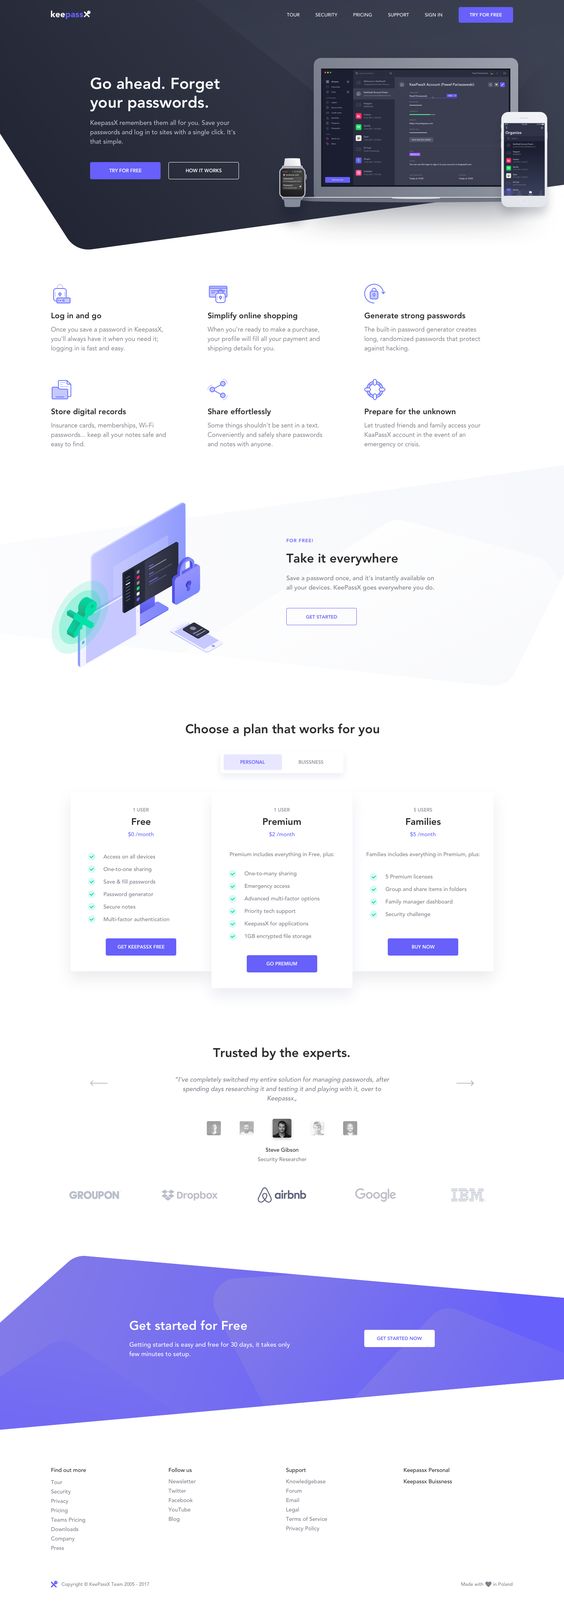 keepassX
TOUR SECURITY PRICING SUPPORT SIGN IN TRY FOR FREE
Go ahead. Forget
your passwords.
KeepassX remembers them all for you. Save your
passwords and log in to sites with a single click. It's
that simple.
TRY FOR FREE HOW IT WORKS
KeePassX Account (Pawel Pariaszewski)
Organize
Log in and go
Once you save a password in KeepassX,
you'll always have it when you need it;
logging in is fast and easy.
Simplify online shopping
When you're ready to make a purchase,
your profile will fill all your payment and
shipping details for you.
Generate strong passwords
The built-in password generator creates
long, randomized passwords that protect
against hacking.
Store digital records
Insurance cards, memberships, Wi-Fi
passwords... keep all your notes safe and
easy to find.
Share effortlessly
Some things shouldn't be sent in a text.
Conveniently and safely share passwords
and notes with anyone.
Prepare for the unknown
Let trusted friends and family access your
KaaPassX account in the event of an
emergency or crisis.
FOR FREE!
Take it everywhere
Save a password once, and it's instantly available on
all your devices. KeePassX goes everywhere you do.
GET STARTED
Choose a plan that works for you
PERSONAL BUISSNESS
1 USER
Free
$0 /month
Access on all devices
One-to-one sharing
Save & fill passwords
Password generator
Secure notes
Multi-factor authentication
GET KEEPASSX FREE
1 USER
Premium
$2 /month
Premium includes everything in Free, plus:
One-to-many sharing
Emergency access
Advanced multi-factor options
Priority tech support
KeepassX for applications
1GB encrypted file storage
GO PREMIUM
5 USERS
Families
$5 /month
Families includes everything in Premium, plus:
5 Premium licenses
Group and share items in folders
Family manager dashboard
Security challenge
BUY NOW
Trusted by the experts.
"I've completely switched my entire solution for managing passwords, after
spending days researching it and testing it and playing with it, over to
Keepassx„
Steve Gibson
Security Researcher
GROUPON Dropbox airbnb Google IBM
Get started for Free
Getting started is easy and free for 30 days, it takes only
few minutes to setup.
GET STARTED NOW
Find out more
Tour
Security
Privacy
Pricing
Teams Pricing
Downloads
Company
Press
Follow us
Newsletter
Twitter
Facebook
YouTube
Blog
Support
Knowledgebase
Forum
Email
Legal
Terms of Service
Privacy Policy
Keepassx Personal
Keepassx Buissness
Copyright © KeePassX Team 2005 - 2017
Made with in Poland